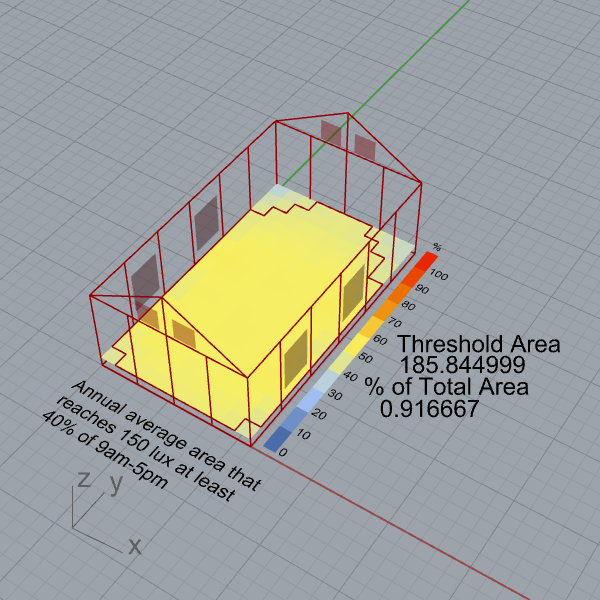 %
100
90
80
70
60
50
40
30
20
10
0
Threshold Area
185.844999
% of Total Area
0.916667
Annual average area that
reaches 150 lux at least
40% of 9am-5pm
z
y
x